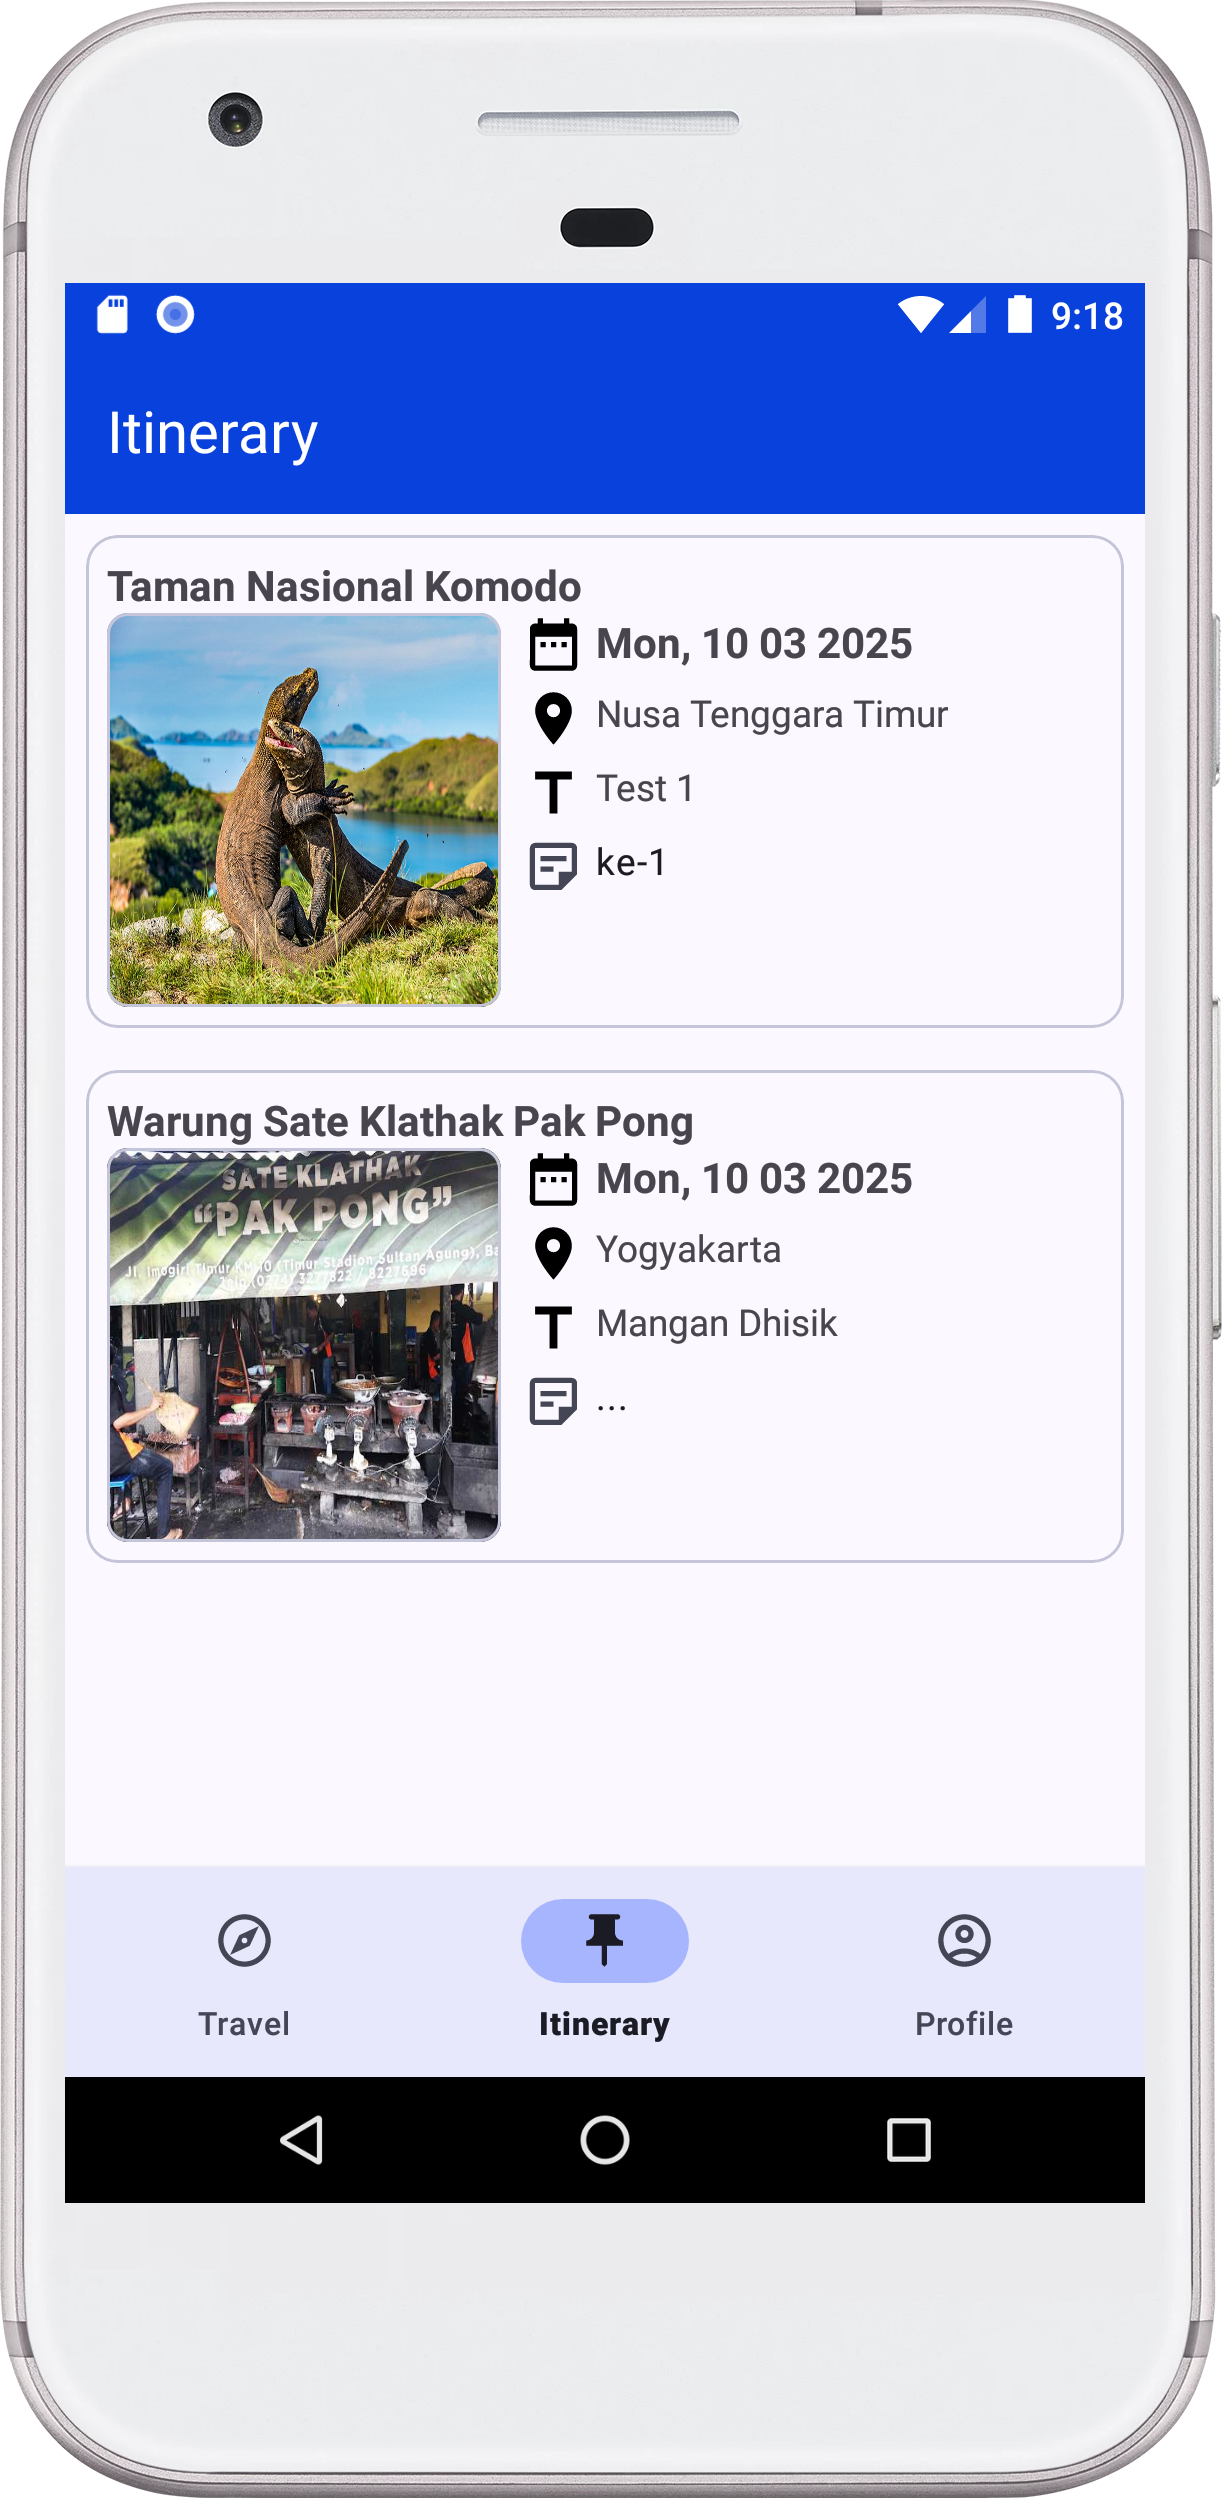 9:18
Itinerary
Taman Nasional Komodo
Mon, 10 03 2025
Nusa Tenggara Timur
Test 1
ke-1
Warung Sate Klathak Pak Pong
SATE KLATHAK
“PAK PONG”
Jl. Imogiri Timur KM 10 (Timur Stadion Sultan Agung), Ba
Telp (0274) 3277822 / 8227696
Mon, 10 03 2025
Yogyakarta
Mangan Dhisik
...
Travel
Itinerary
Profile